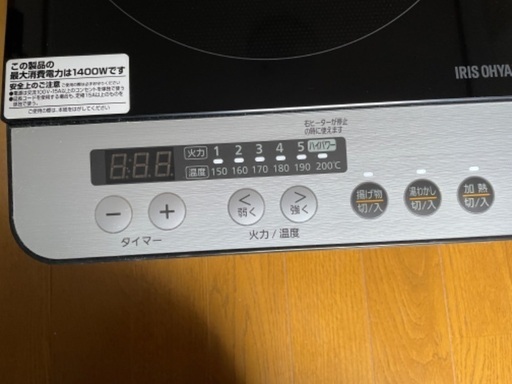 この製品の
最大消費電力は1400Wです
安全上のご注意
IRIS OHYA
右ヒーターが停止
の時に使えます
火力 1 2 3 4 5 ハイパワー
温度 150 160 170 180 190 200℃
− +
タイマー
< 弱く
> 強く
火力 / 温度
揚げ物
切/入
湯わかし
切/入
加熱
切/入